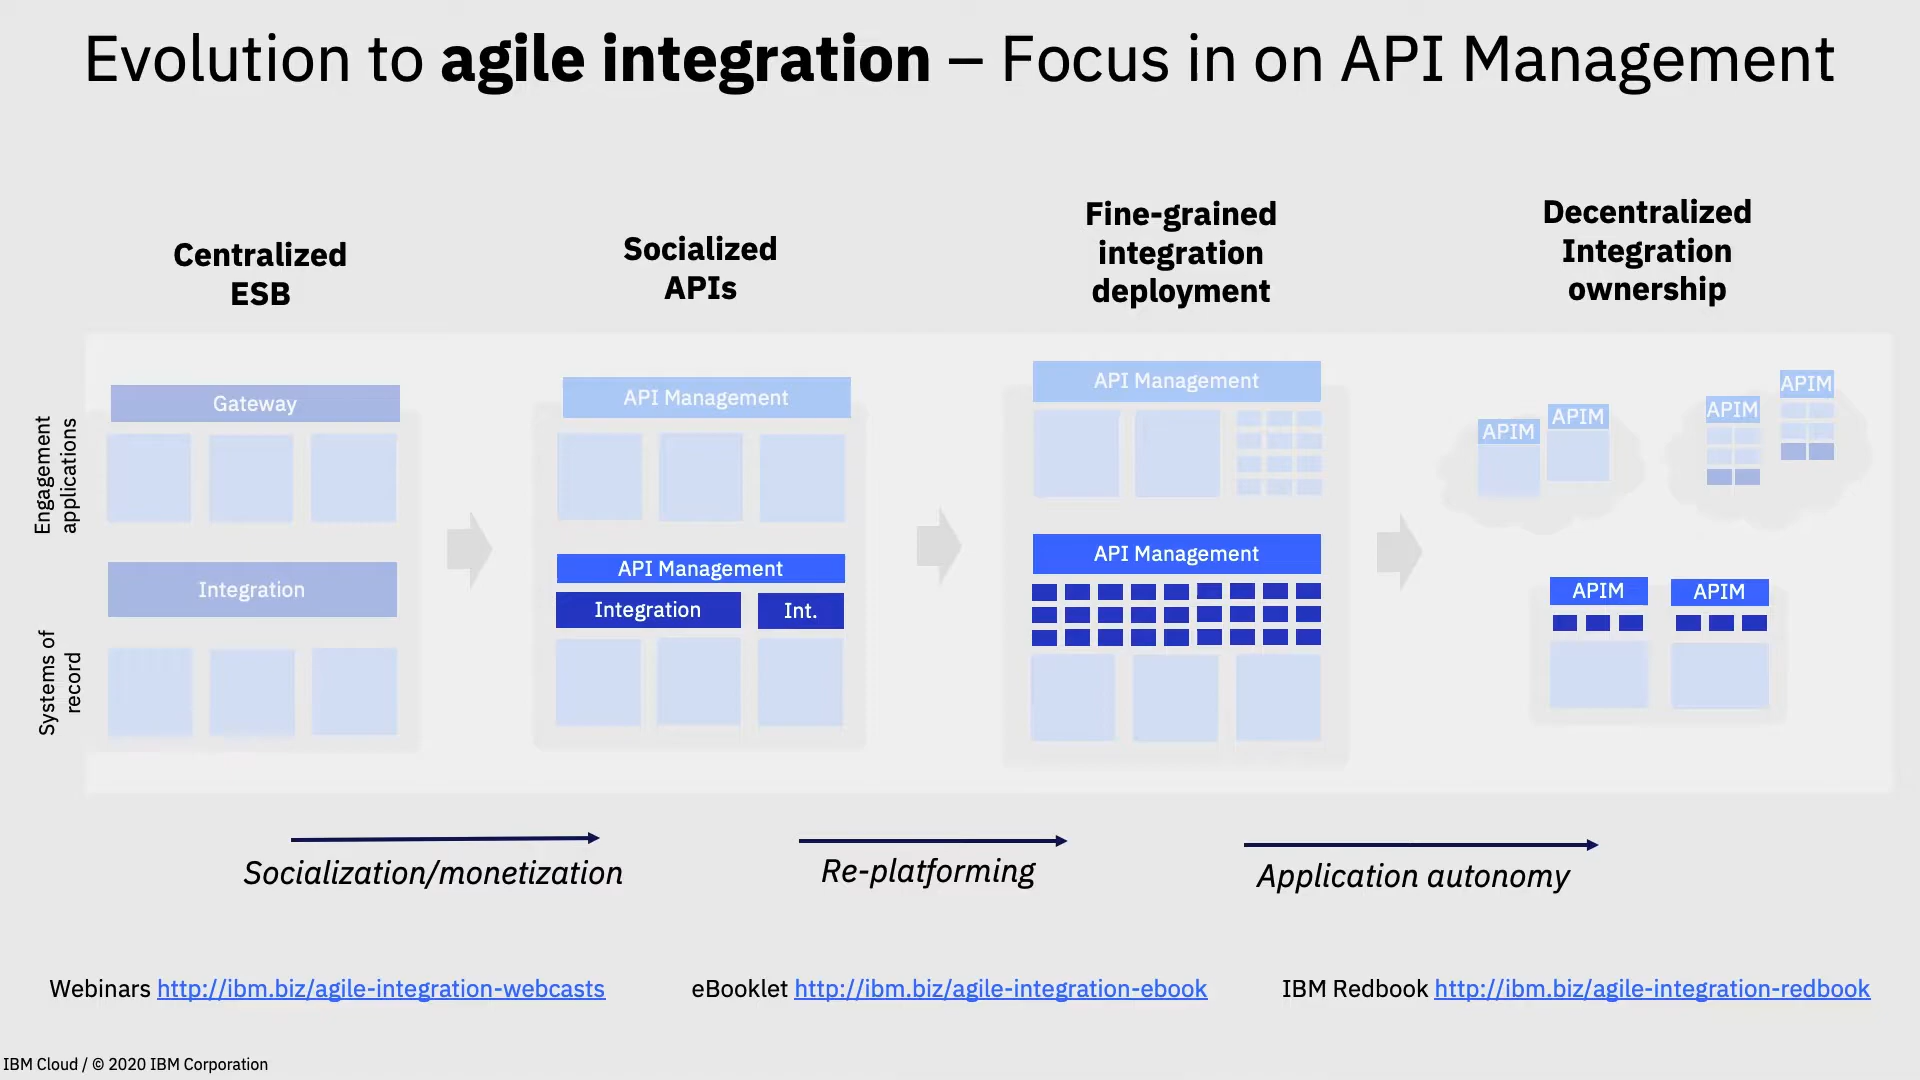 Evolution to agile integration – Focus in on API Management
Centralized
ESB
Socialized
APIs
Fine-grained
integration
deployment
Decentralized
Integration
ownership
Engagement
applications
Systems of
record
Gateway
Integration
API Management
API Management
Integration
Int.
API Management
API Management
APIM
APIM
APIM
APIM
APIM
APIM
Socialization/monetization
Re-platforming
Application autonomy
Webinars http://ibm.biz/agile-integration-webcasts
eBooklet http://ibm.biz/agile-integration-ebook
IBM Redbook http://ibm.biz/agile-integration-redbook
IBM Cloud / © 2020 IBM Corporation